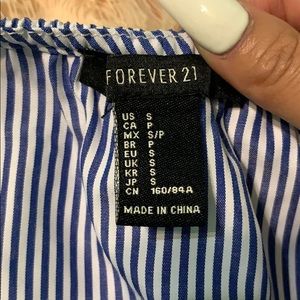 FOREVER 21
US S
CA P
MX S/P
BR P
EU S
UK S
KR S
JP S
CN 160/84A
MADE IN CHINA